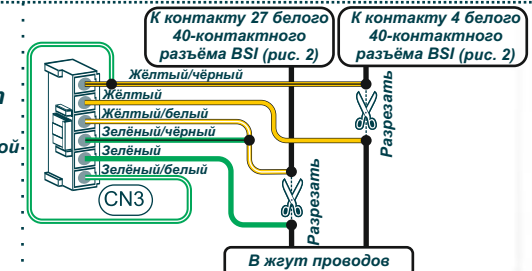 К контакту 27 белого
40-контактного
разъёма BSI (рис. 2)
К контакту 4 белого
40-контактного
разъёма BSI (рис. 2)
Жёлтый/чёрный
Жёлтый
Жёлтый/белый
Зелёный/чёрный
Зелёный
Зелёный/белый
CN3
Разрезать
Разрезать
т
ой
В жгут проводов